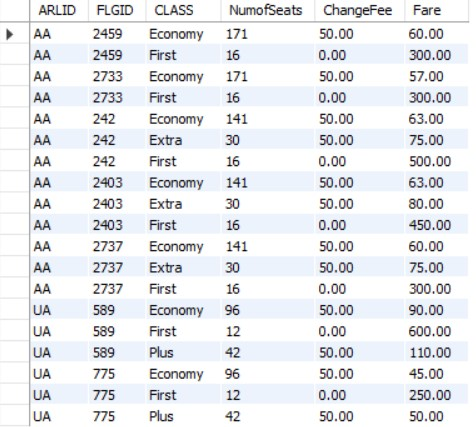 ARLID FLGID CLASS NumofSeats ChangeFee Fare
AA 2459 Economy 171 50.00 60.00
AA 2459 First 16 0.00 300.00
AA 2733 Economy 171 50.00 57.00
AA 2733 First 16 0.00 300.00
AA 242 Economy 141 50.00 63.00
AA 242 Extra 30 50.00 75.00
AA 242 First 16 0.00 500.00
AA 2403 Economy 141 50.00 63.00
AA 2403 Extra 30 50.00 80.00
AA 2403 First 16 0.00 450.00
AA 2737 Economy 141 50.00 60.00
AA 2737 Extra 30 50.00 75.00
AA 2737 First 16 0.00 300.00
UA 589 Economy 96 50.00 90.00
UA 589 First 12 0.00 600.00
UA 589 Plus 42 50.00 110.00
UA 775 Economy 96 50.00 45.00
UA 775 First 12 0.00 250.00
UA 775 Plus 42 50.00 50.00